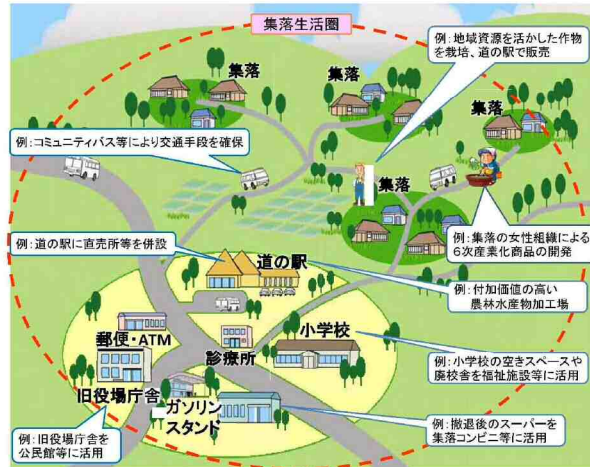 集落生活圏
例:地域資源を活かした作物
を栽培、道の駅で販売
集落
集落
集落
例:コミュニティバス等により交通手段を確保
集落
例:集落の女性組織による
6次産業化商品の開発
例:道の駅に直売所等を併設
道の駅
例:付加価値の高い
農林水産物加工場
郵便・ATM
診療所
小学校
例:小学校の空きスペースや
廃校舎を福祉施設等に活用
旧役場庁舎
ガソリン
スタンド
例:撤退後のスーパーを
集落コンビニ等に活用
例:旧役場庁舎を
公民館等に活用